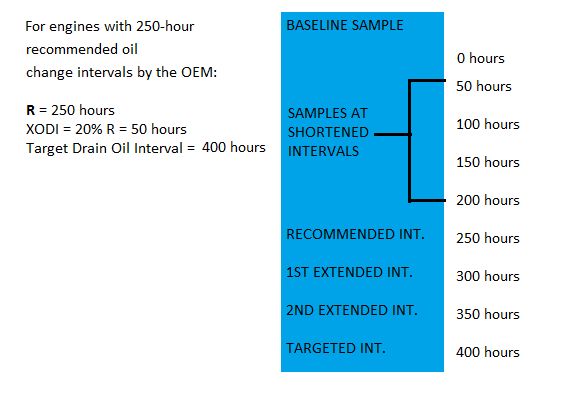 For engines with 250-hour
recommended oil
change intervals by the OEM:
R = 250 hours
XODI = 20% R = 50 hours
Target Drain Oil Interval = 400 hours
BASELINE SAMPLE
0 hours
50 hours
SAMPLES AT
SHORTENED
INTERVALS
100 hours
150 hours
200 hours
RECOMMENDED INT.
250 hours
1ST EXTENDED INT.
300 hours
2ND EXTENDED INT.
350 hours
TARGETED INT.
400 hours